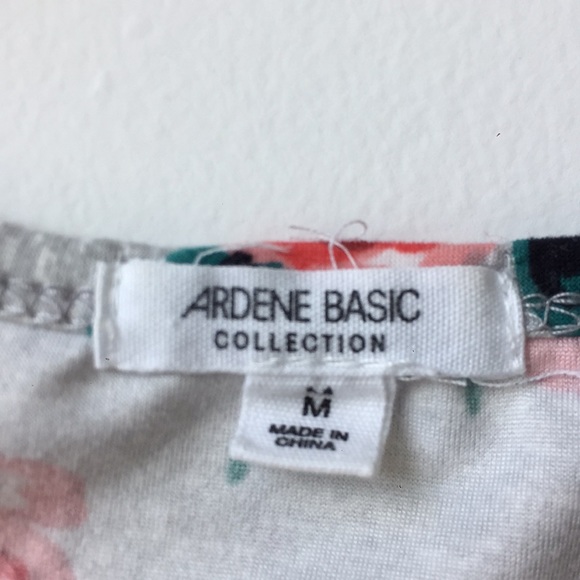 ARDENE BASIC
COLLECTION
M
MADE IN
CHINA